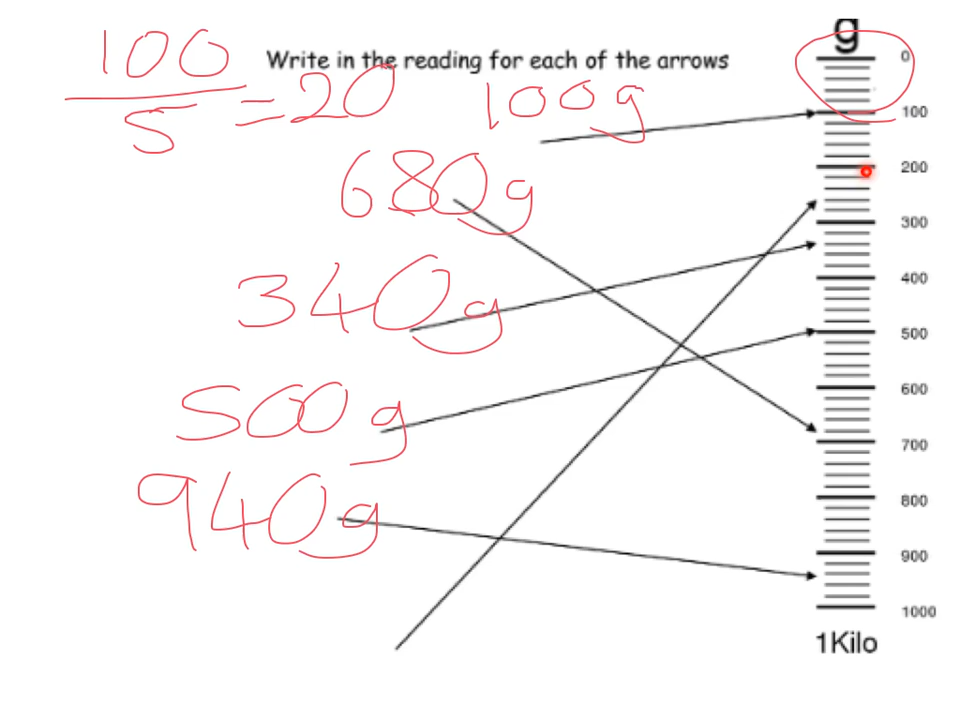 g
0
100
— = 20
5
Write in the reading for each of the arrows
100g
100
680g
200
300
340g
400
500
500g
600
700
940g
800
900
1000
1Kilo